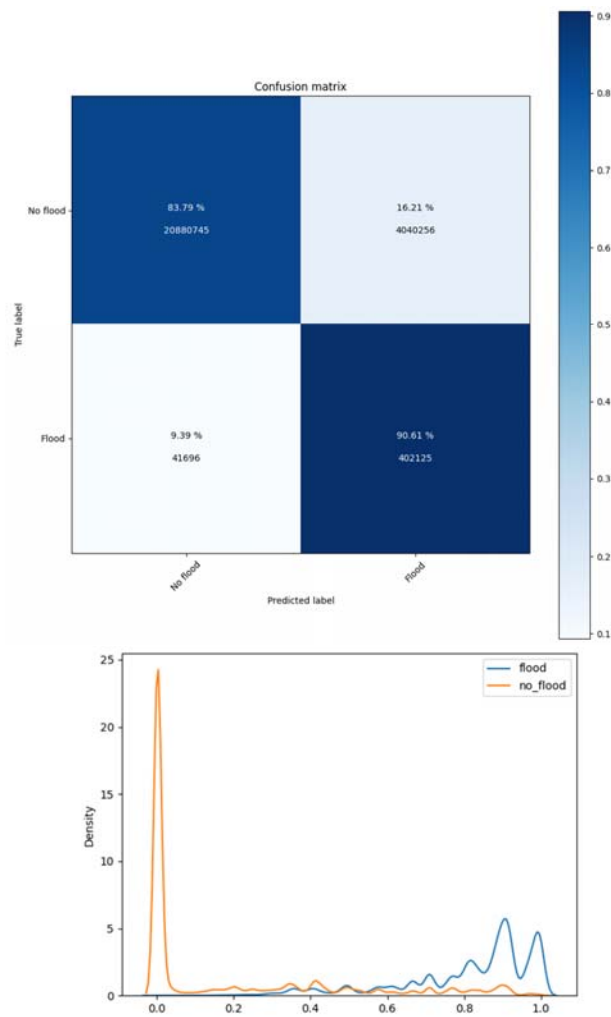 Confusion matrix
0.9
0.8
0.7
0.6
0.5
0.4
0.3
0.2
0.1
True label
No flood
83.79 %
20880745
16.21 %
4040256
Flood
9.39 %
41696
90.61 %
402125
No flood
Flood
Predicted label
25
20
15
10
5
0
Density
flood
no_flood
0.0
0.2
0.4
0.6
0.8
1.0